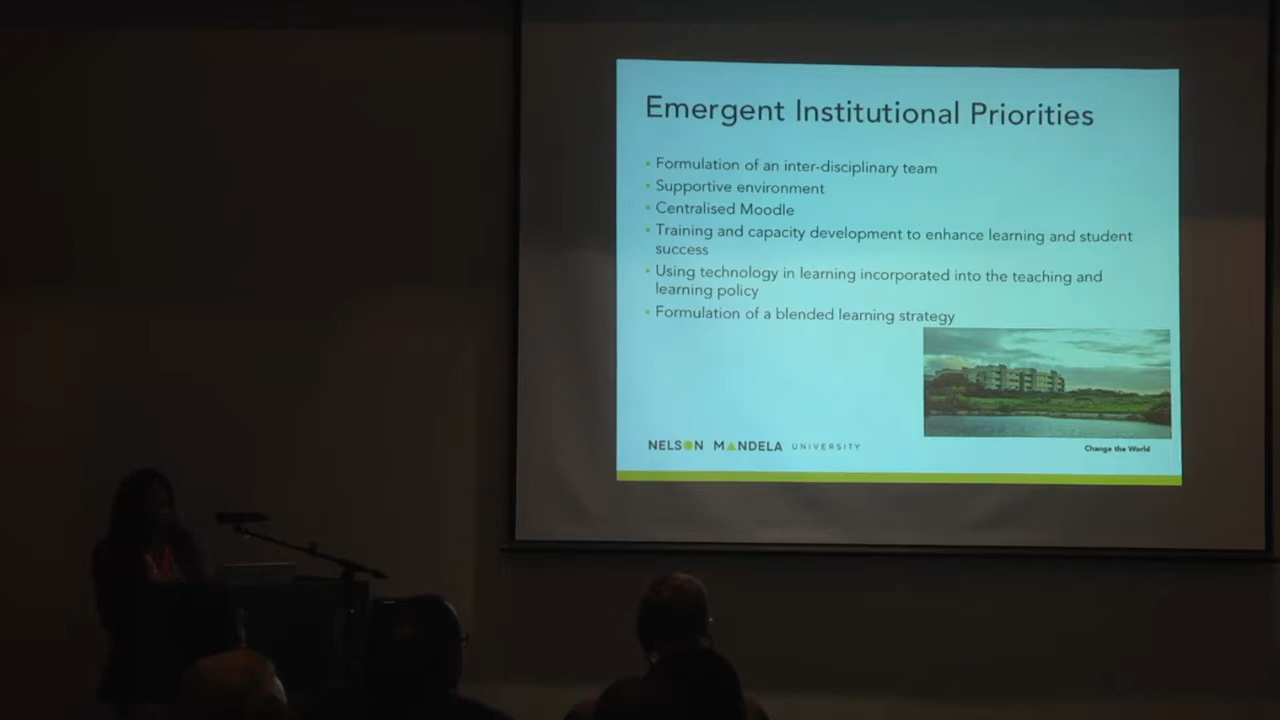 Emergent Institutional Priorities
• Formulation of an inter-disciplinary team
• Supportive environment
• Centralised Moodle
• Training and capacity development to enhance learning and student
success
• Using technology in learning incorporated into the teaching and
learning policy
• Formulation of a blended learning strategy
NELSON MANDELA UNIVERSITY
Change the World